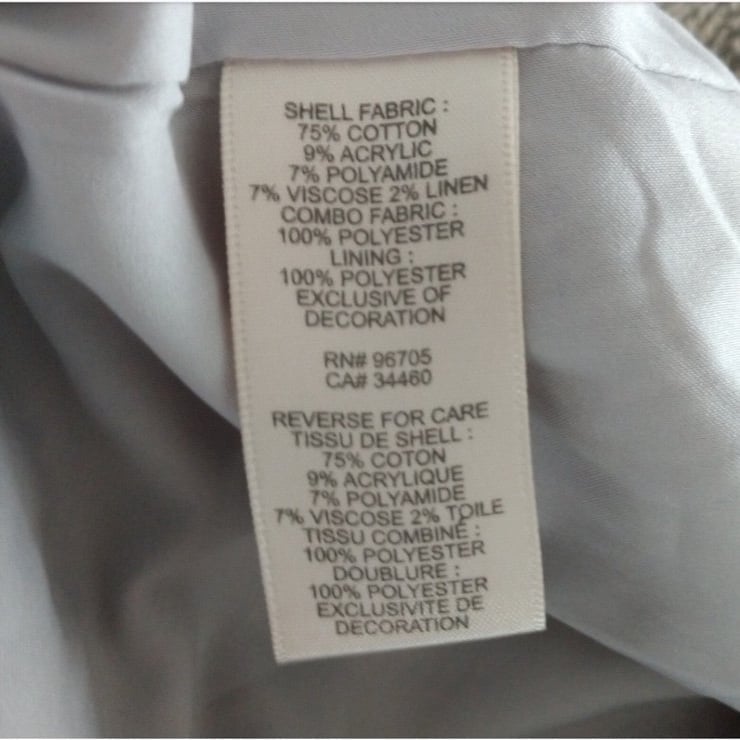 SHELL FABRIC :
75% COTTON
9% ACRYLIC
7% POLYAMIDE
7% VISCOSE 2% LINEN
COMBO FABRIC :
100% POLYESTER
LINING :
100% POLYESTER
EXCLUSIVE OF
DECORATION
RN# 96705
CA# 34460
REVERSE FOR CARE
TISSU DE SHELL :
75% COTON
9% ACRYLIQUE
7% POLYAMIDE
7% VISCOSE 2% TOILE
TISSU COMBINÉ :
100% POLYESTER
DOUBLURE :
100% POLYESTER
EXCLUSIVITE DE
DECORATION